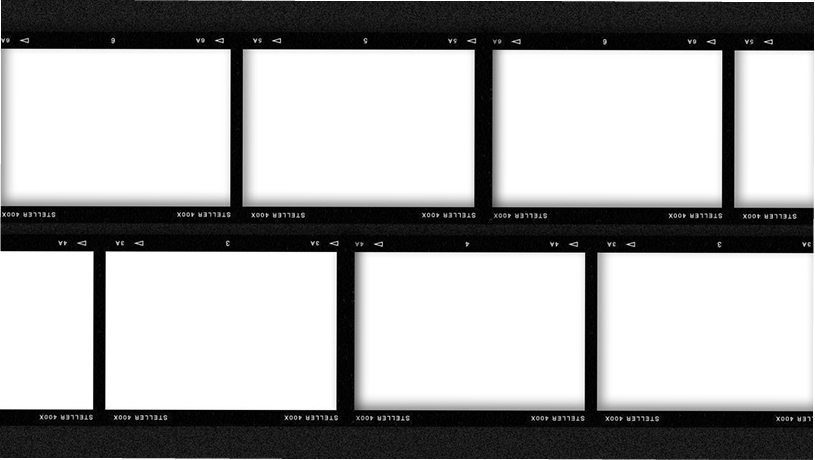 STELLER 400X STELLER 400X STELLER 400X STELLER 400X STELLER 400X STELLER 400X
3A 3 ▷ 3A ▷ 4A 4 ▷ 4A ▷ 3A 3 ▷ 3A ▷ 4A
STELLER 400X STELLER 400X STELLER 400X STELLER 400X STELLER 400X STELLER 400X STELLER 400X
▷ 5A ▷ 6A 6 ▷ 6A ▷ 5A 5 ▷ 5A ▷ 6A 6 ▷ 6A